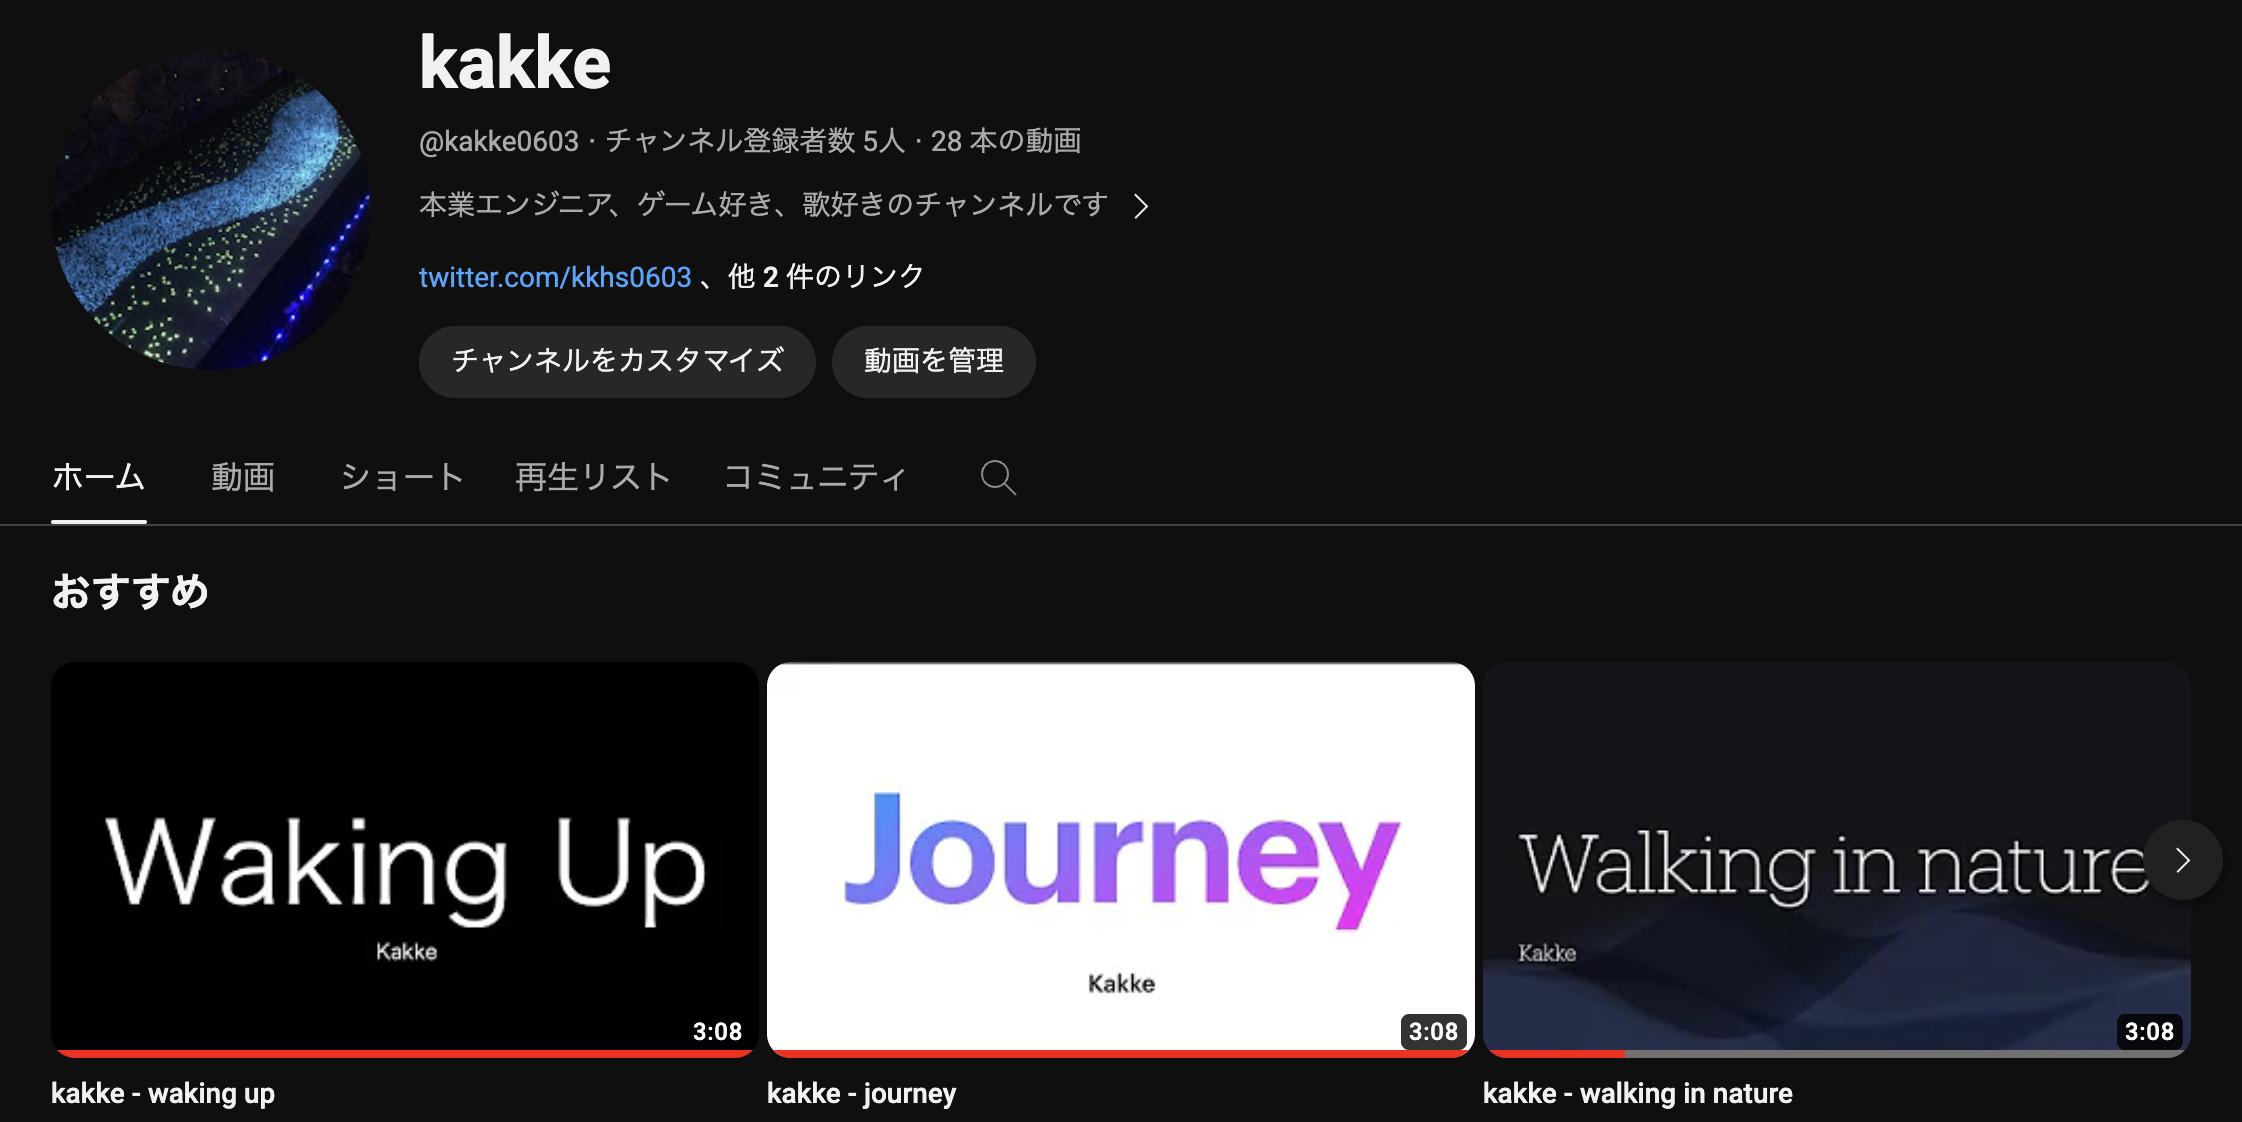 kakke
@kakke0603 · チャンネル登録者数 5人 · 28 本の動画
本業エンジニア、ゲーム好き、歌好きのチャンネルです
twitter.com/kkhs0603 、他 2 件のリンク
チャンネルをカスタマイズ 動画を管理
ホーム 動画 ショート 再生リスト コミュニティ
おすすめ
Waking Up
Kakke
3:08
Journey
Kakke
3:08
Walking in nature
Kakke
3:08
kakke - waking up
kakke - journey
kakke - walking in nature